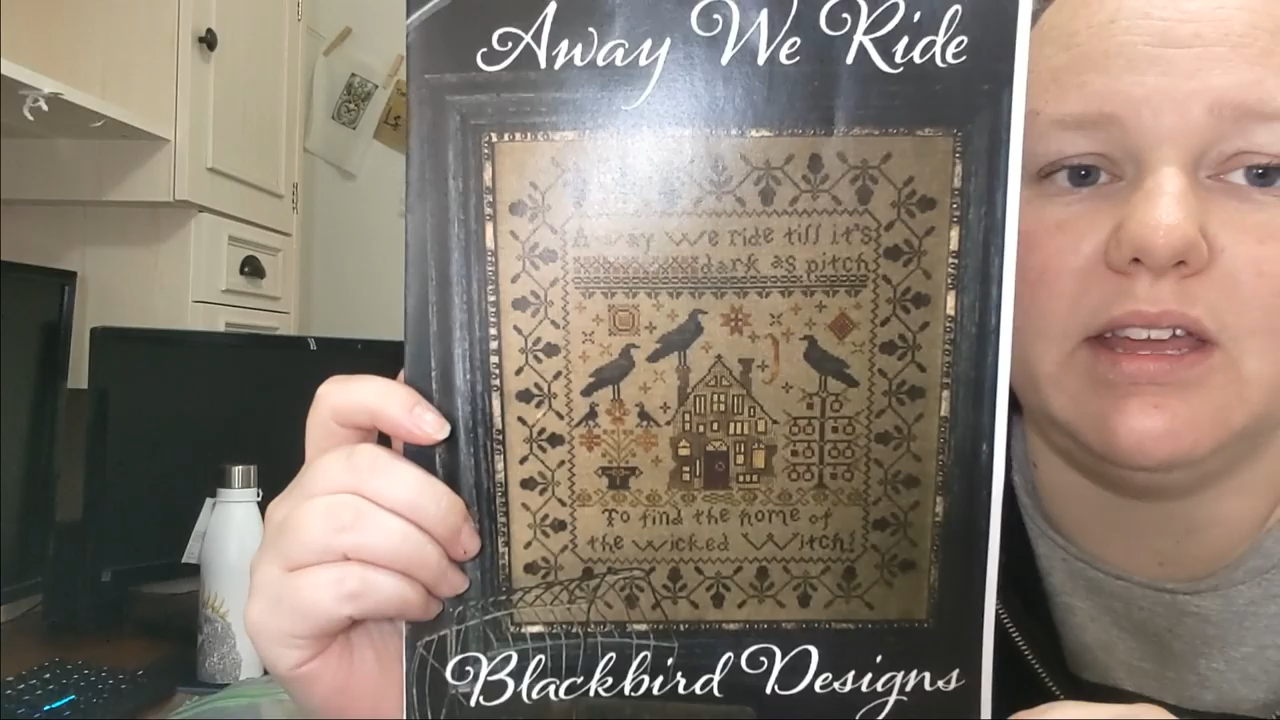 Away We Ride
Away We ride till it's
dark as pitch
To find the home of
the wicked Witch!
Blackbird Designs